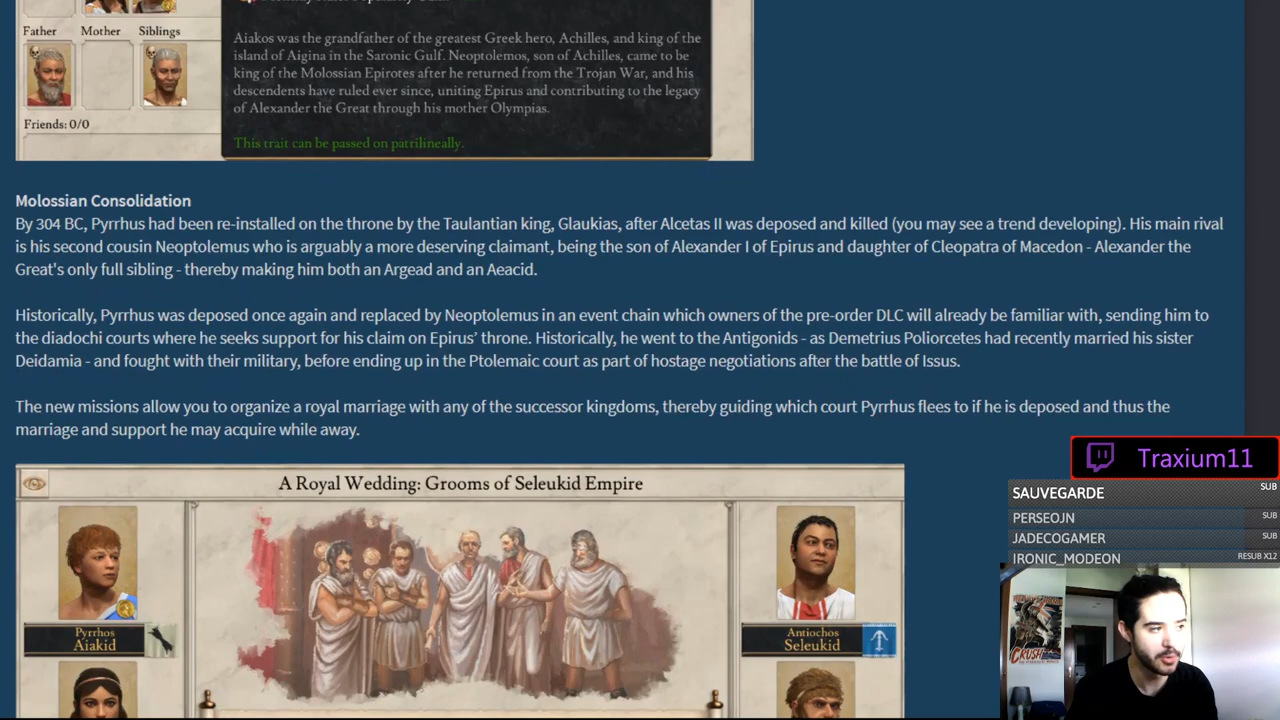 Father Mother Siblings
Aiakos was the grandfather of the greatest Greek hero, Achilles, and king of the
island of Aigina in the Saronic Gulf. Neoptolemos, son of Achilles, came to be
king of the Molossian Epirotes after he returned from the Trojan War, and his
descendents have ruled ever since, uniting Epirus and contributing to the legacy
of Alexander the Great through his mother Olympias.
Friends: 0/0
This trait can be passed on patrilineally.
Molossian Consolidation
By 304 BC, Pyrrhus had been re-installed on the throne by the Taulantian king, Glaukias, after Alcetas II was deposed and killed (you may see a trend developing). His main rival
is his second cousin Neoptolemus who is arguably a more deserving claimant, being the son of Alexander I of Epirus and daughter of Cleopatra of Macedon - Alexander the
Great's only full sibling - thereby making him both an Argead and an Aeacid.
Historically, Pyrrhus was deposed once again and replaced by Neoptolemus in an event chain which owners of the pre-order DLC will already be familiar with, sending him to
the diadochi courts where he seeks support for his claim on Epirus' throne. Historically, he went to the Antigonids - as Demetrius Poliorcetes had recently married his sister
Deidamia - and fought with their military, before ending up in the Ptolemaic court as part of hostage negotiations after the battle of Issus.
The new missions allow you to organize a royal marriage with any of the successor kingdoms, thereby guiding which court Pyrrhus flees to if he is deposed and thus the
marriage and support he may acquire while away.
A Royal Wedding: Grooms of Seleukid Empire
Pyrrhos
Aiakid
Antiochos
Seleukid
Traxium11
SAUVEGARDE SUB
PERSEOJN SUB
JADECOGAMER SUB
IRONIC_MODEON RESUB X12
CRUSH